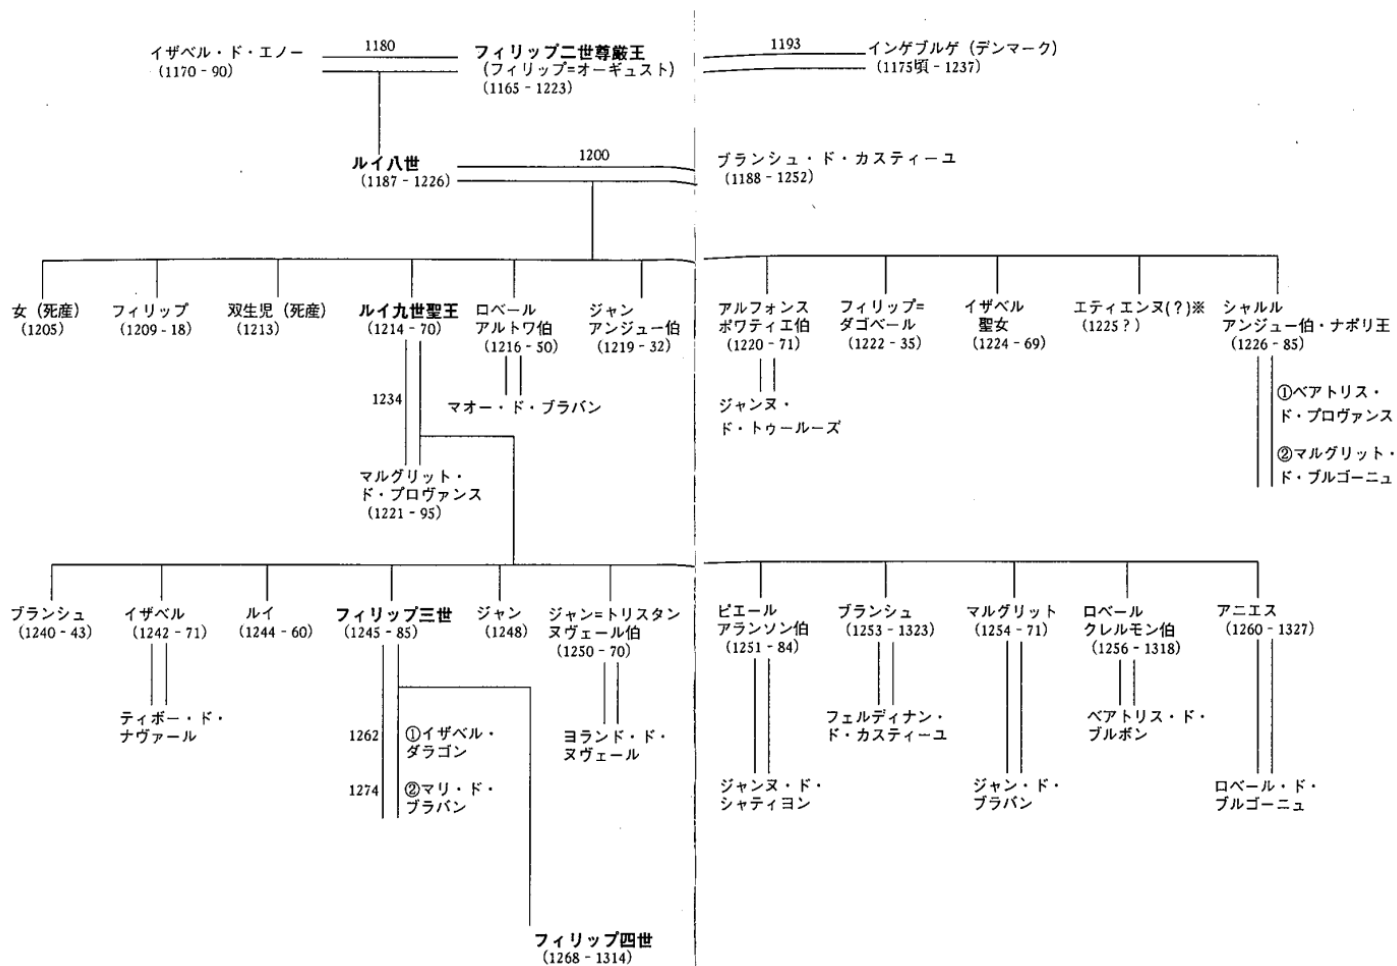 イザベル・ド・エノー
(1170 - 90)
1180
フィリップ二世尊厳王
(フィリップ=オーギュスト)
(1165 - 1223)
1193
インゲブルゲ (デンマーク)
(1175頃 - 1237)
ルイ八世
(1187 - 1226)
1200
ブランシュ・ド・カスティーユ
(1188 - 1252)
女 (死産)
(1205)
フィリップ
(1209 - 18)
双生児 (死産)
(1213)
ルイ九世聖王
(1214 - 70)
ロベール
アルトワ伯
(1216 - 50)
ジャン
アンジュー伯
(1219 - 32)
アルフォンス
ポワティエ伯
(1220 - 71)
フィリップ=
ダゴベール
(1222 - 35)
イザベル
聖女
(1224 - 69)
エティエンヌ(?)※
(1225 ? )
シャルル
アンジュー伯・ナポリ王
(1226 - 85)
1234
マオー・ド・ブラバン
ジャンヌ・
ド・トゥールーズ
①ベアトリス・
ド・プロヴァンス
②マルグリット・
ド・ブルゴーニュ
マルグリット・
ド・プロヴァンス
(1221 - 95)
ブランシュ
(1240 - 43)
イザベル
(1242 - 71)
ルイ
(1244 - 60)
フィリップ三世
(1245 - 85)
ジャン
(1248)
ジャン=トリスタン
ヌヴェール伯
(1250 - 70)
ピエール
アランソン伯
(1251 - 84)
ブランシュ
(1253 - 1323)
マルグリット
(1254 - 71)
ロベール
クレルモン伯
(1256 - 1318)
アニエス
(1260 - 1327)
ティボー・ド・
ナヴァール
1262
①イザベル・
ダラゴン
1274
②マリ・ド・
ブラバン
ヨランド・ド・
ヌヴェール
ジャンヌ・ド・
シャティヨン
フェルディナン・
ド・カスティーユ
ジャン・ド・
ブラバン
ベアトリス・ド・
ブルボン
ロベール・ド・
ブルゴーニュ
フィリップ四世
(1268 - 1314)